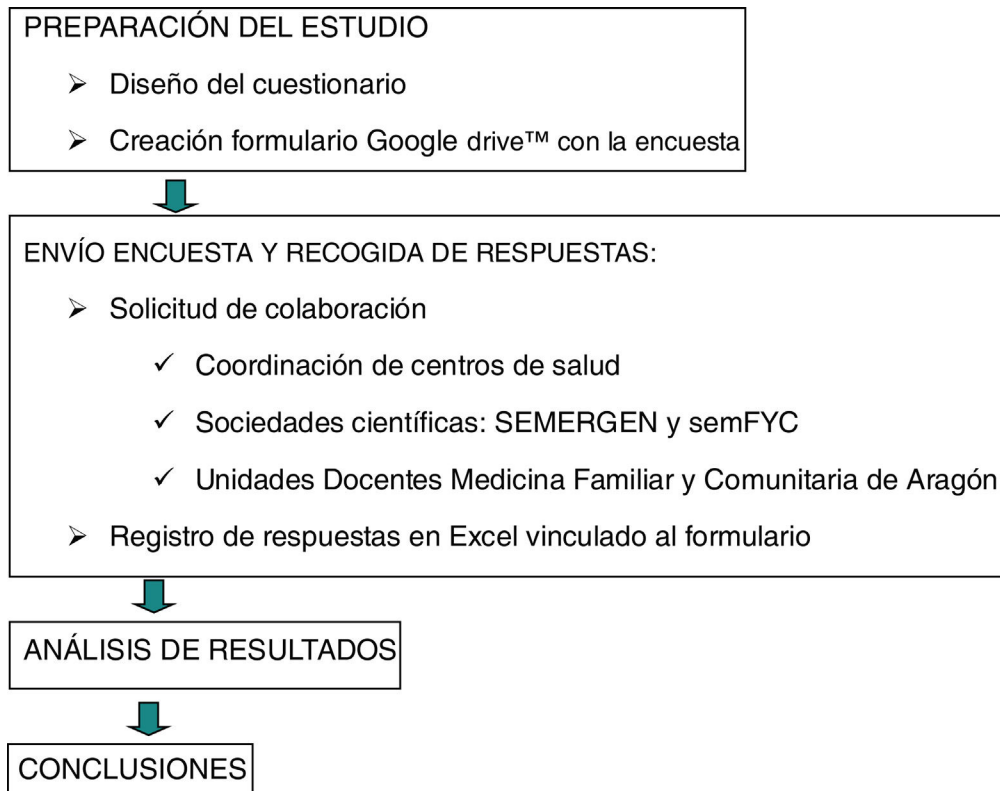 PREPARACIÓN DEL ESTUDIO
➢ Diseño del cuestionario
➢ Creación formulario Google drive™ con la encuesta
ENVÍO ENCUESTA Y RECOGIDA DE RESPUESTAS:
➢ Solicitud de colaboración
✓ Coordinación de centros de salud
✓ Sociedades científicas: SEMERGEN y semFYC
✓ Unidades Docentes Medicina Familiar y Comunitaria de Aragón
➢ Registro de respuestas en Excel vinculado al formulario
ANÁLISIS DE RESULTADOS
CONCLUSIONES